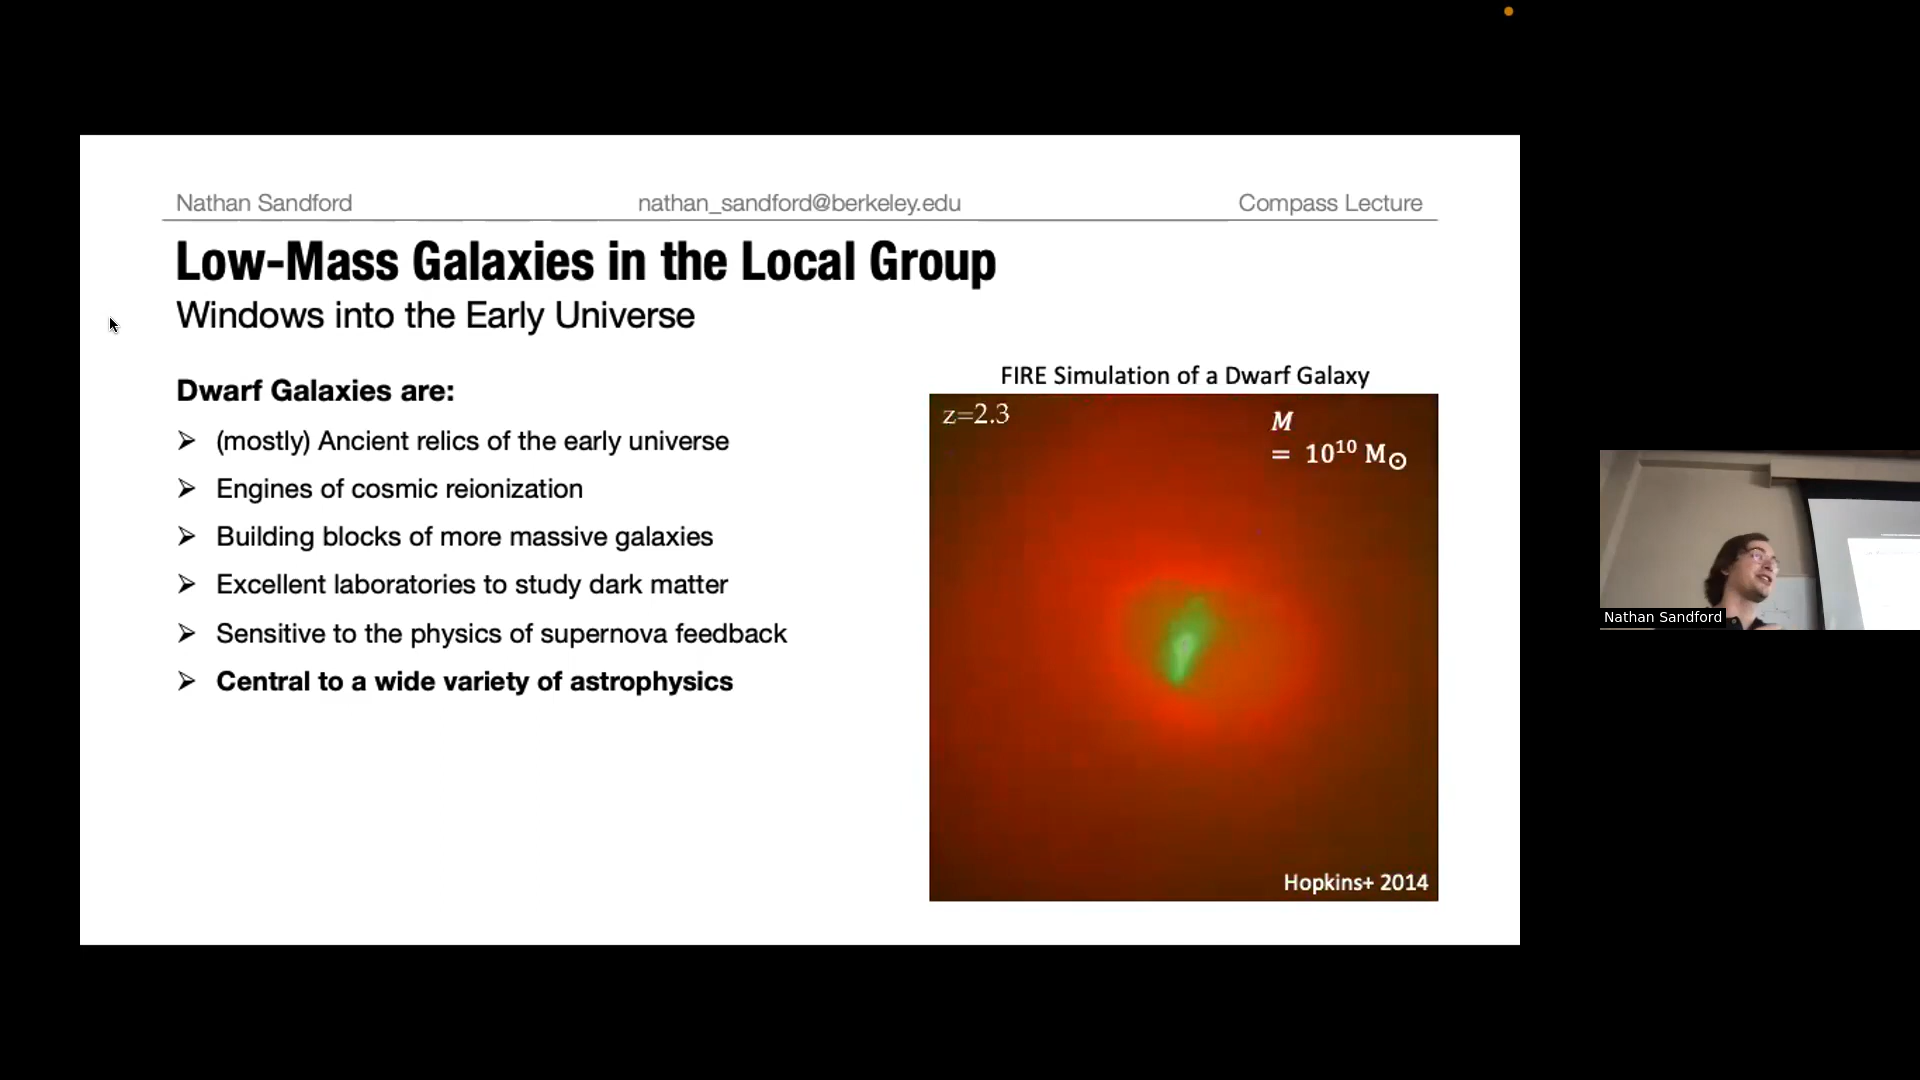 Nathan Sandford nathan_sandford@berkeley.edu Compass Lecture
Low-Mass Galaxies in the Local Group
Windows into the Early Universe
Dwarf Galaxies are:
➢ (mostly) Ancient relics of the early universe
➢ Engines of cosmic reionization
➢ Building blocks of more massive galaxies
➢ Excellent laboratories to study dark matter
➢ Sensitive to the physics of supernova feedback
➢ Central to a wide variety of astrophysics
FIRE Simulation of a Dwarf Galaxy
z=2.3
M
= 10¹⁰ M☉
Hopkins+ 2014
Nathan Sandford